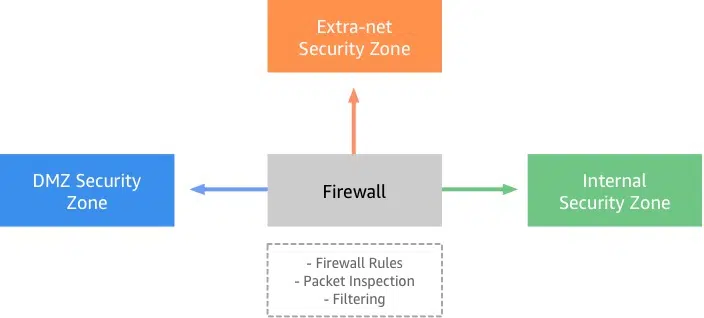 Extra-net
Security Zone
DMZ Security
Zone
Firewall
Internal
Security Zone
- Firewall Rules
- Packet Inspection
- Filtering